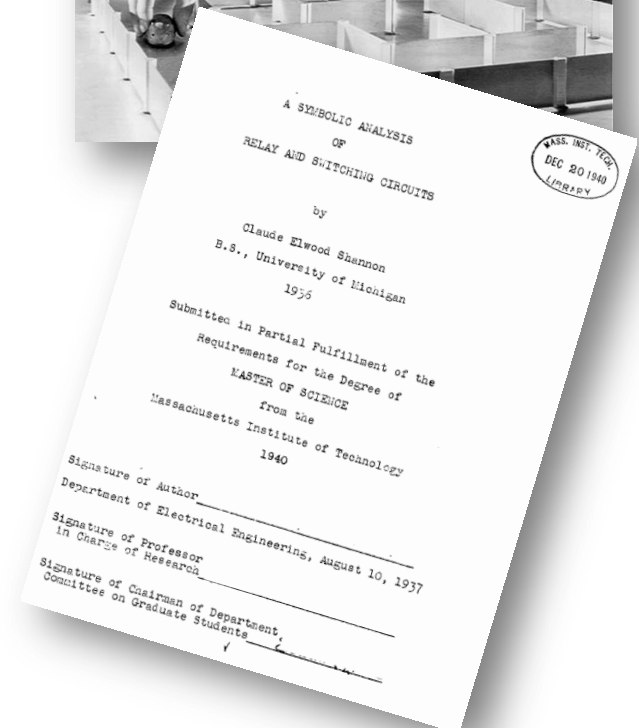 A SYMBOLIC ANALYSIS
OF
RELAY AND SWITCHING CIRCUITS
MASS. INST. TECH.
DEC 20 1940
LIBRARY
by
Claude Elwood Shannon
B.S., University of Michigan
1936
Submitted in Partial Fulfillment of the
Requirements for the Degree of
MASTER OF SCIENCE
from the
Massachusetts Institute of Technology
1940
Signature of Author
Department of Electrical Engineering, August 10, 1937
Signature of Professor
in Charge of Research
Signature of Chairman of Department,
Committee on Graduate Students